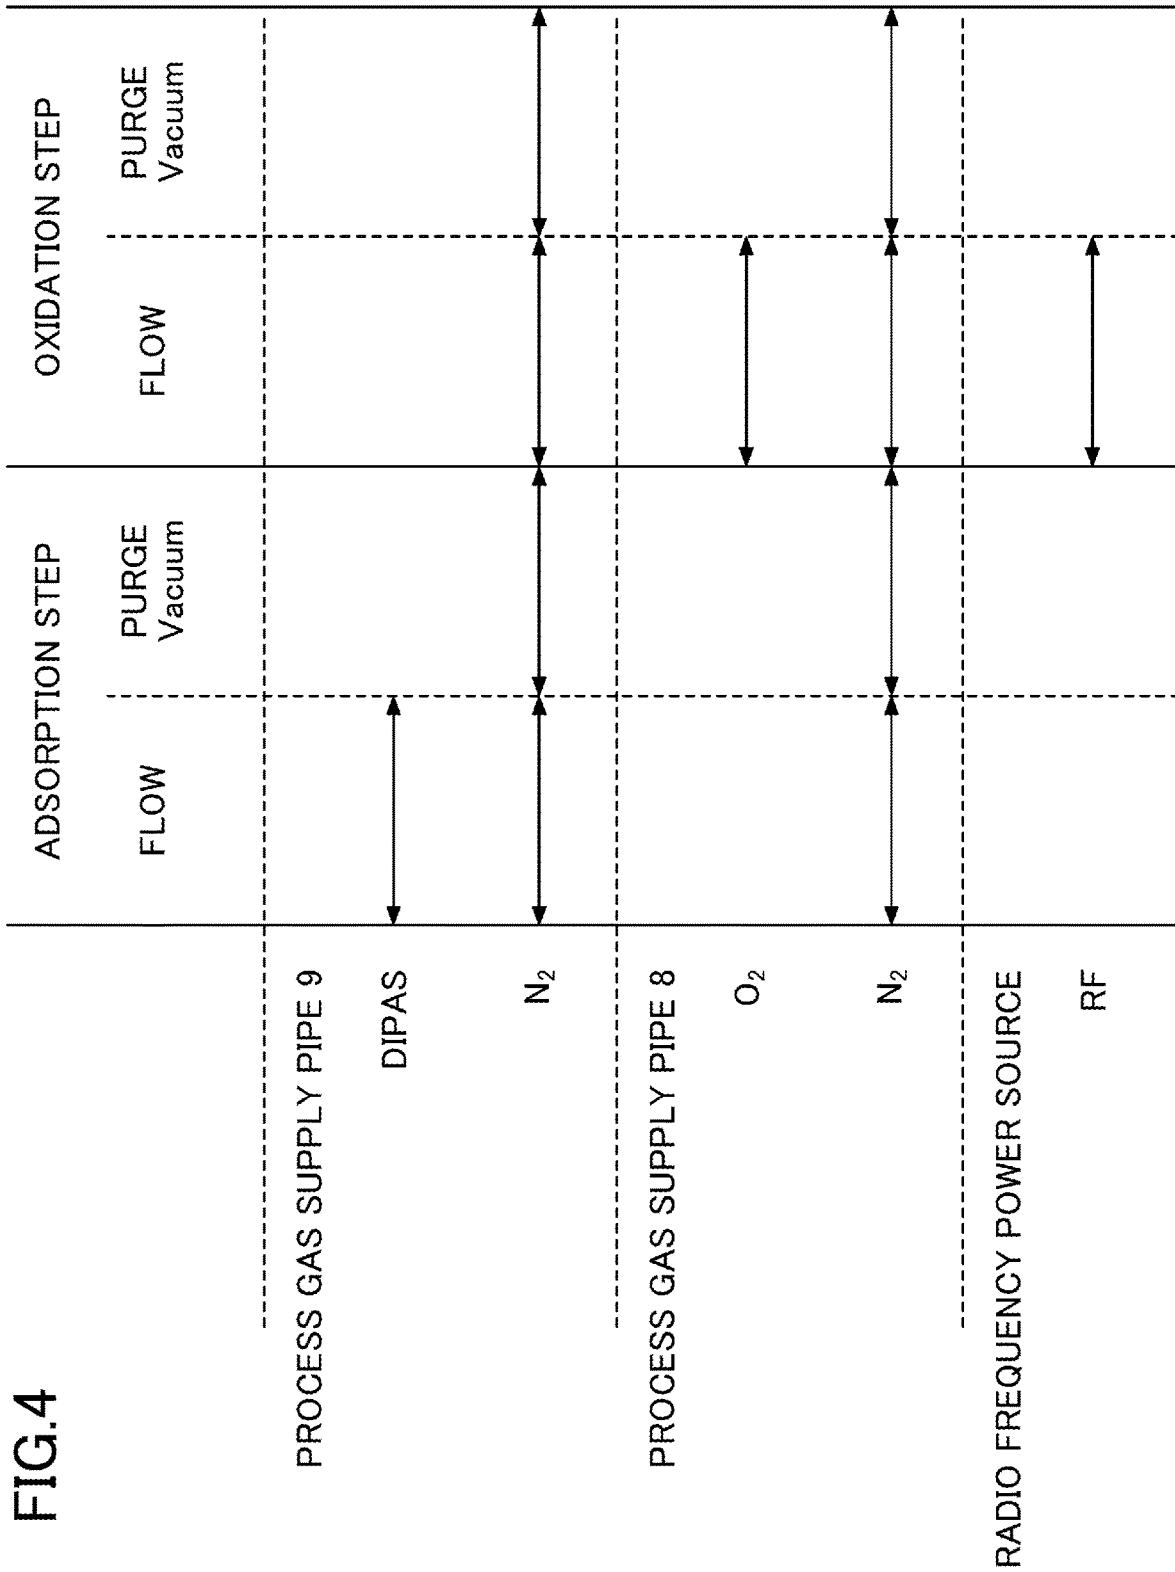 FIG.4
ADSORPTION STEP
OXIDATION STEP
FLOW
PURGE
Vacuum
FLOW
PURGE
Vacuum
PROCESS GAS SUPPLY PIPE 9
DIPAS
N₂
PROCESS GAS SUPPLY PIPE 8
O₂
N₂
RADIO FREQUENCY POWER SOURCE
RF